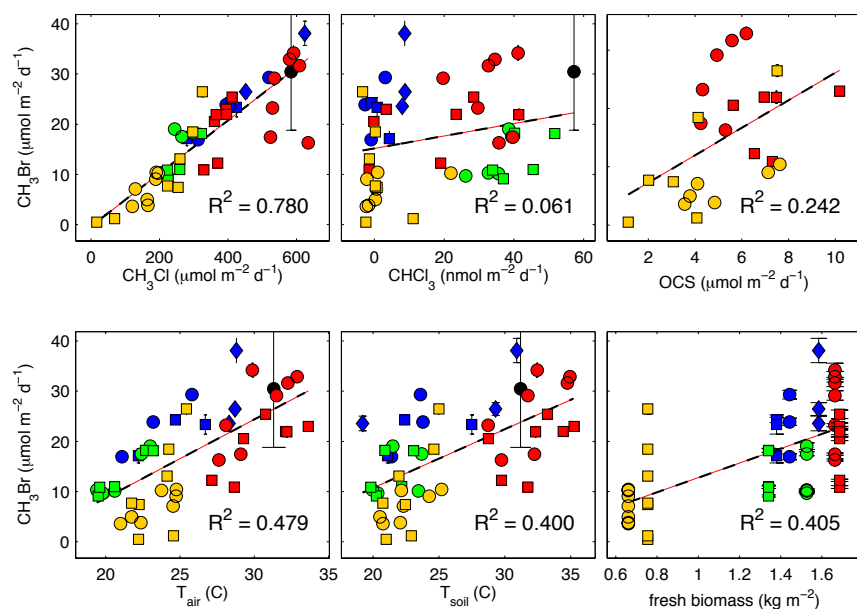 40
30
20
10
0
CH3Br (μmol m−2 d−1)
R2 = 0.780
R2 = 0.061
R2 = 0.242
0 200 400 600
0 20 40 60
2 4 6 8 10
CH3Cl (μmol m−2 d−1)
CHCl3 (nmol m−2 d−1)
OCS (μmol m−2 d−1)
40
30
20
10
0
CH3Br (μmol m−2 d−1)
R2 = 0.479
R2 = 0.400
R2 = 0.405
20 25 30 35
20 25 30 35
0.6 0.8 1 1.2 1.4 1.6
Tair (C)
Tsoil (C)
fresh biomass (kg m−2)